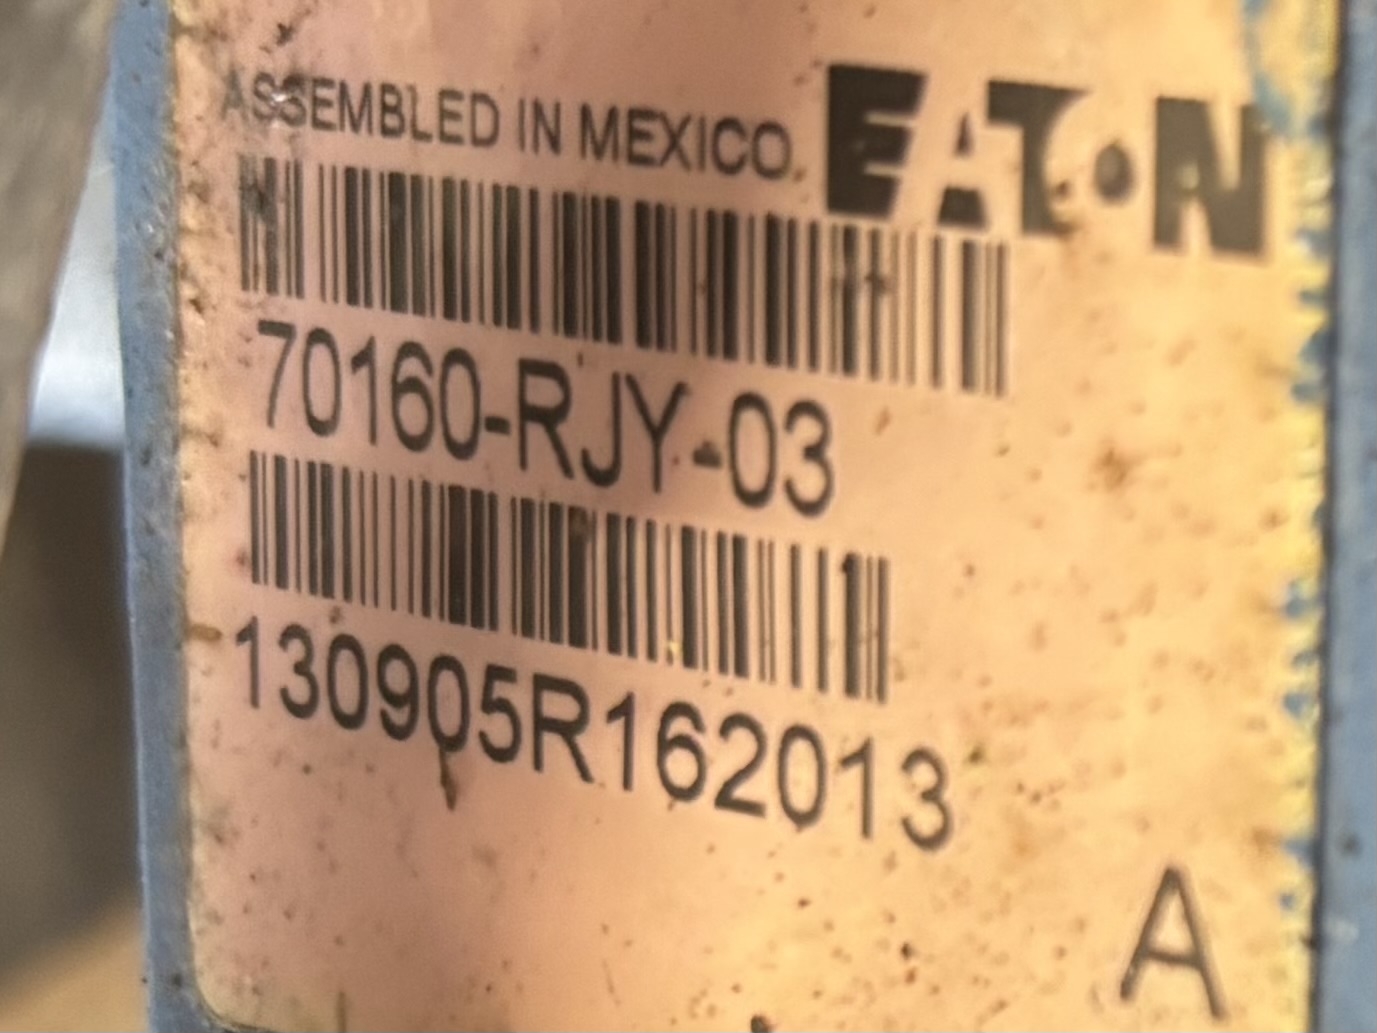 ASSEMBLED IN MEXICO. EATON
70160-RJY-03
130905R162013
A